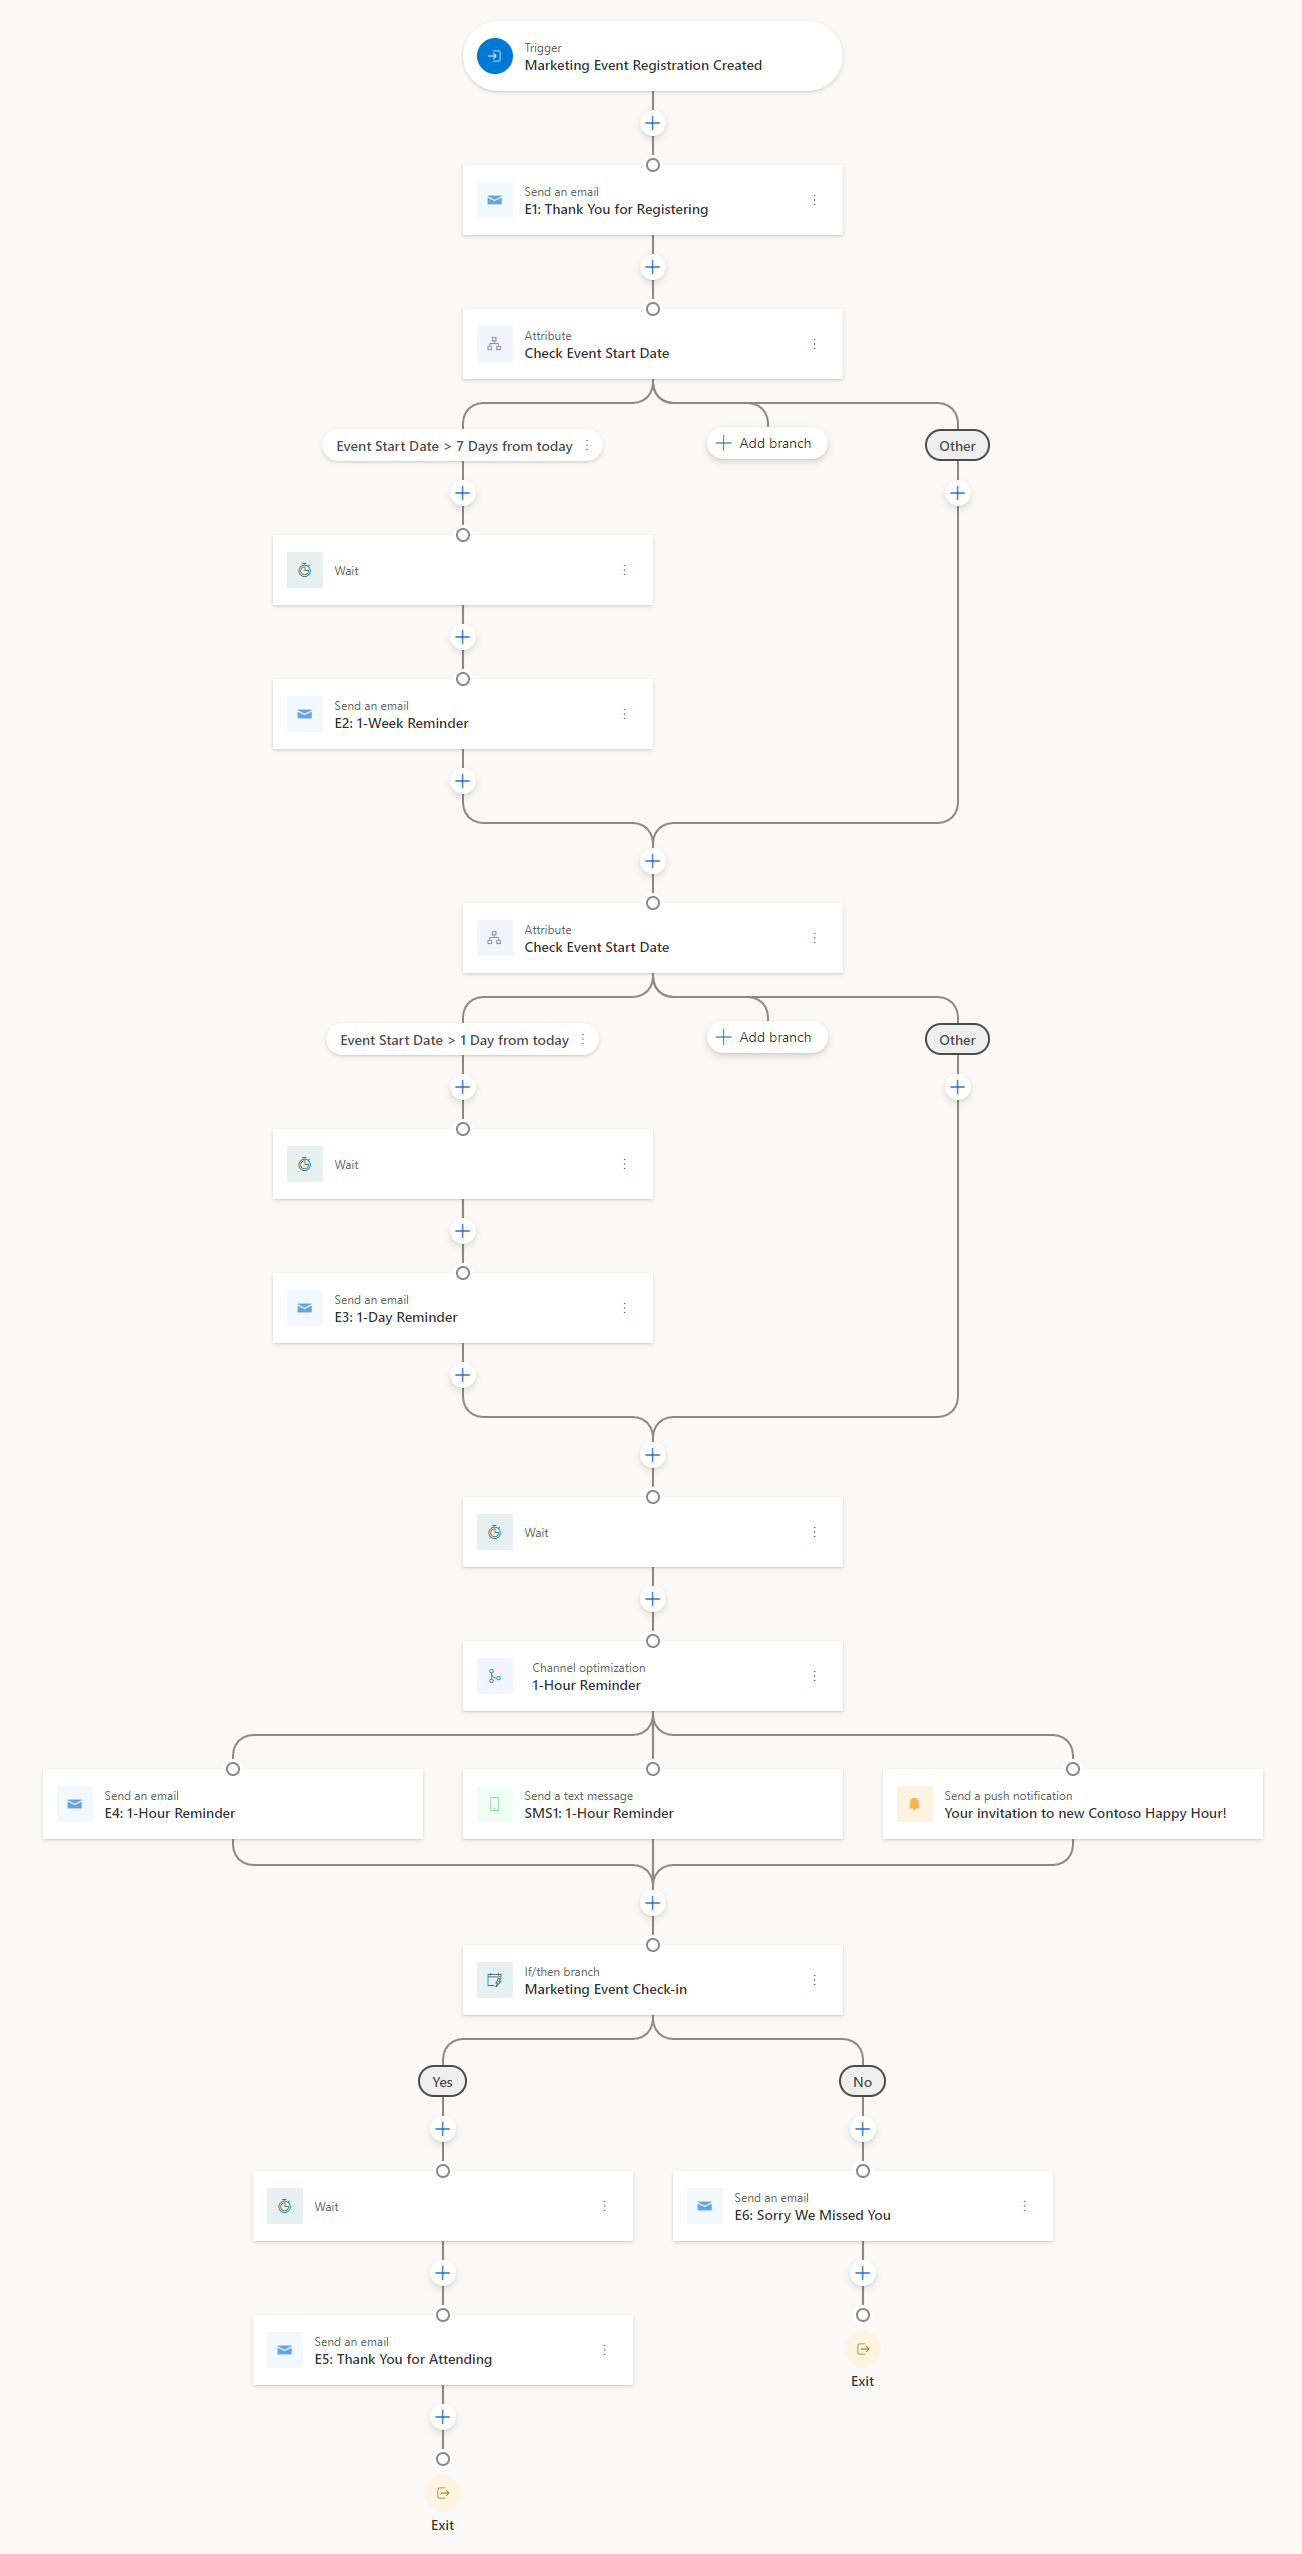 Trigger
Marketing Event Registration Created
Send an email
E1: Thank You for Registering
Attribute
Check Event Start Date
Event Start Date > 7 Days from today
Add branch
Other
Wait
Send an email
E2: 1-Week Reminder
Attribute
Check Event Start Date
Event Start Date > 1 Day from today
Add branch
Other
Wait
Send an email
E3: 1-Day Reminder
Wait
Channel optimization
1-Hour Reminder
Send an email
E4: 1-Hour Reminder
Send a text message
SMS1: 1-Hour Reminder
Send a push notification
Your invitation to new Contoso Happy Hour!
If/then branch
Marketing Event Check-in
Yes
No
Wait
Send an email
E6: Sorry We Missed You
Send an email
E5: Thank You for Attending
Exit
Exit